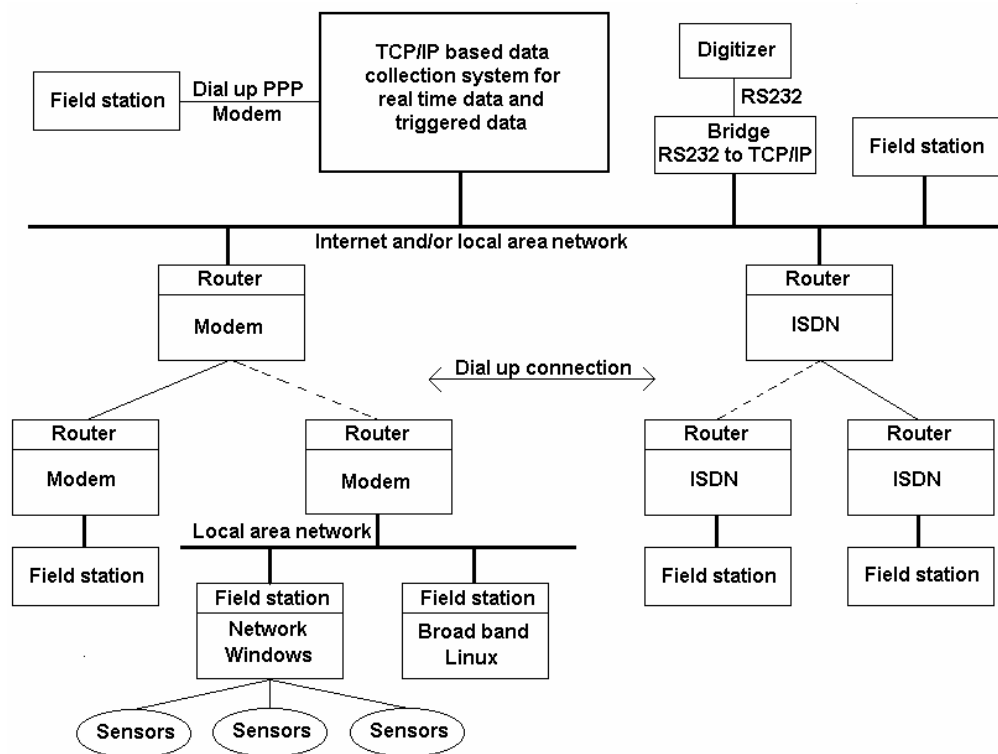 TCP/IP based data
collection system for
real time data and
triggered data
Field station
Dial up PPP
Modem
Digitizer
RS232
Bridge
RS232 to TCP/IP
Field station
Internet and/or local area network
Router
Modem
Router
ISDN
Dial up connection
Router
Modem
Router
Modem
Router
ISDN
Router
ISDN
Local area network
Field station
Field station
Network
Windows
Field station
Broad band
Linux
Field station
Field station
Sensors
Sensors
Sensors